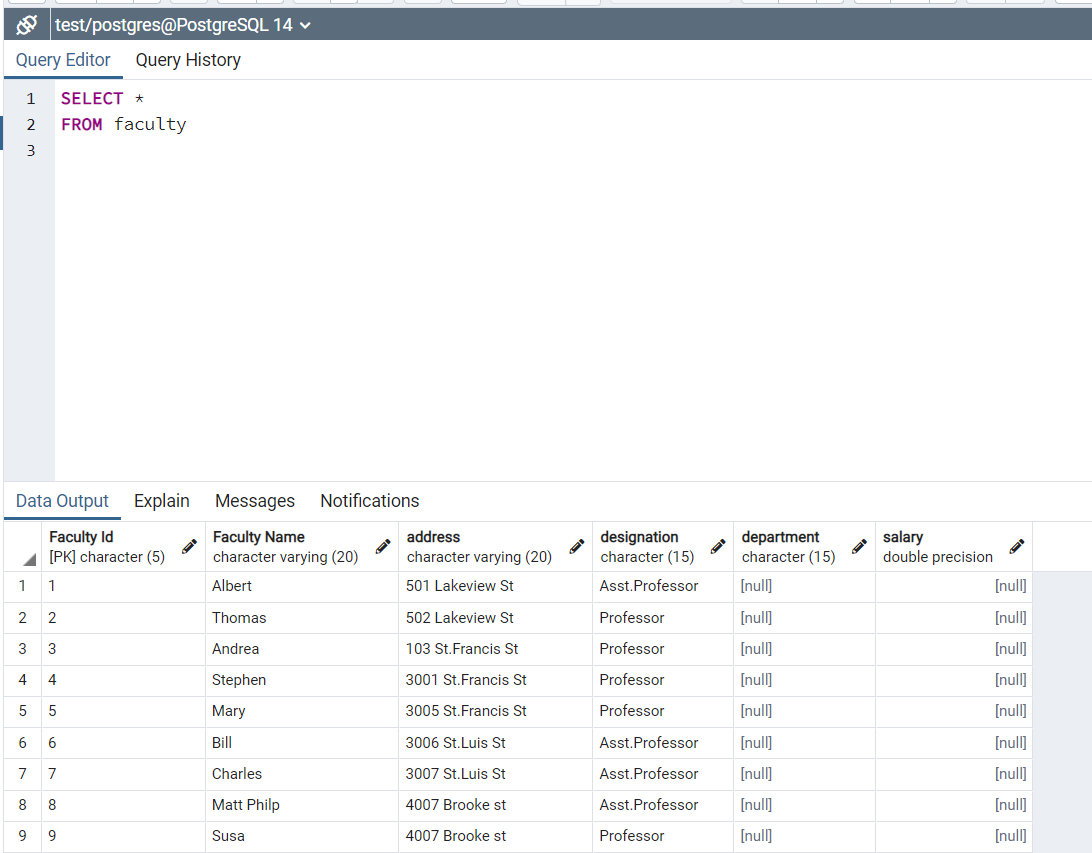 test/postgres@PostgreSQL 14
Query Editor Query History
1 SELECT *
2 FROM faculty
3
Data Output Explain Messages Notifications
Faculty Id Faculty Name address designation department salary
[PK] character (5) character varying (20) character varying (20) character (15) character (15) double precision
1 1 Albert 501 Lakeview St Asst.Professor [null] [null]
2 2 Thomas 502 Lakeview St Professor [null] [null]
3 3 Andrea 103 St.Francis St Professor [null] [null]
4 4 Stephen 3001 St.Francis St Professor [null] [null]
5 5 Mary 3005 St.Francis St Professor [null] [null]
6 6 Bill 3006 St.Luis St Asst.Professor [null] [null]
7 7 Charles 3007 St.Luis St Asst.Professor [null] [null]
8 8 Matt Philp 4007 Brooke st Asst.Professor [null] [null]
9 9 Susa 4007 Brooke st Professor [null] [null]